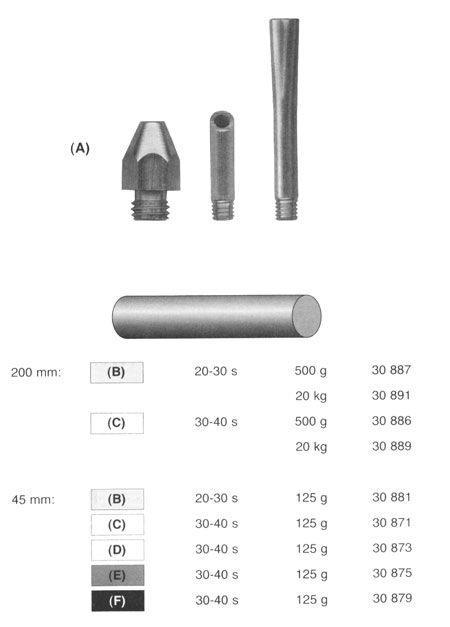 (A)
200 mm: (B) 20-30 s 500 g 30 887
20 kg 30 891
(C) 30-40 s 500 g 30 886
20 kg 30 889
45 mm: (B) 20-30 s 125 g 30 881
(C) 30-40 s 125 g 30 871
(D) 30-40 s 125 g 30 873
(E) 30-40 s 125 g 30 875
(F) 30-40 s 125 g 30 879